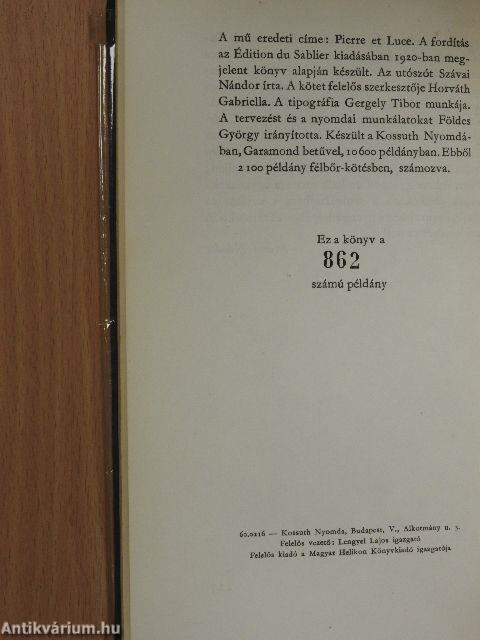 A mű eredeti címe: Pierre et Luce. A fordítás
az Édition du Sablier kiadásában 1920-ban meg-
jelent könyv alapján készült. Az utószót Szávai
Nándor írta. A kötet felelős szerkesztője Horváth
Gabriella. A tipográfia Gergely Tibor munkája.
A tervezést és a nyomdai munkálatokat Földes
György irányította. Készült a Kossuth Nyomdá-
ban, Garamond betűvel, 10 600 példányban. Ebből
2 100 példány félbőr-kötésben, számozva.
Ez a könyv a
862
számú példány
60.0216 — Kossuth Nyomda, Budapest, V., Alkotmány u. 3.
Felelős vezető: Lengyel Lajos igazgató
Felelős kiadó a Magyar Helikon Könyvkiadó igazgatója
Antikvárium.hu